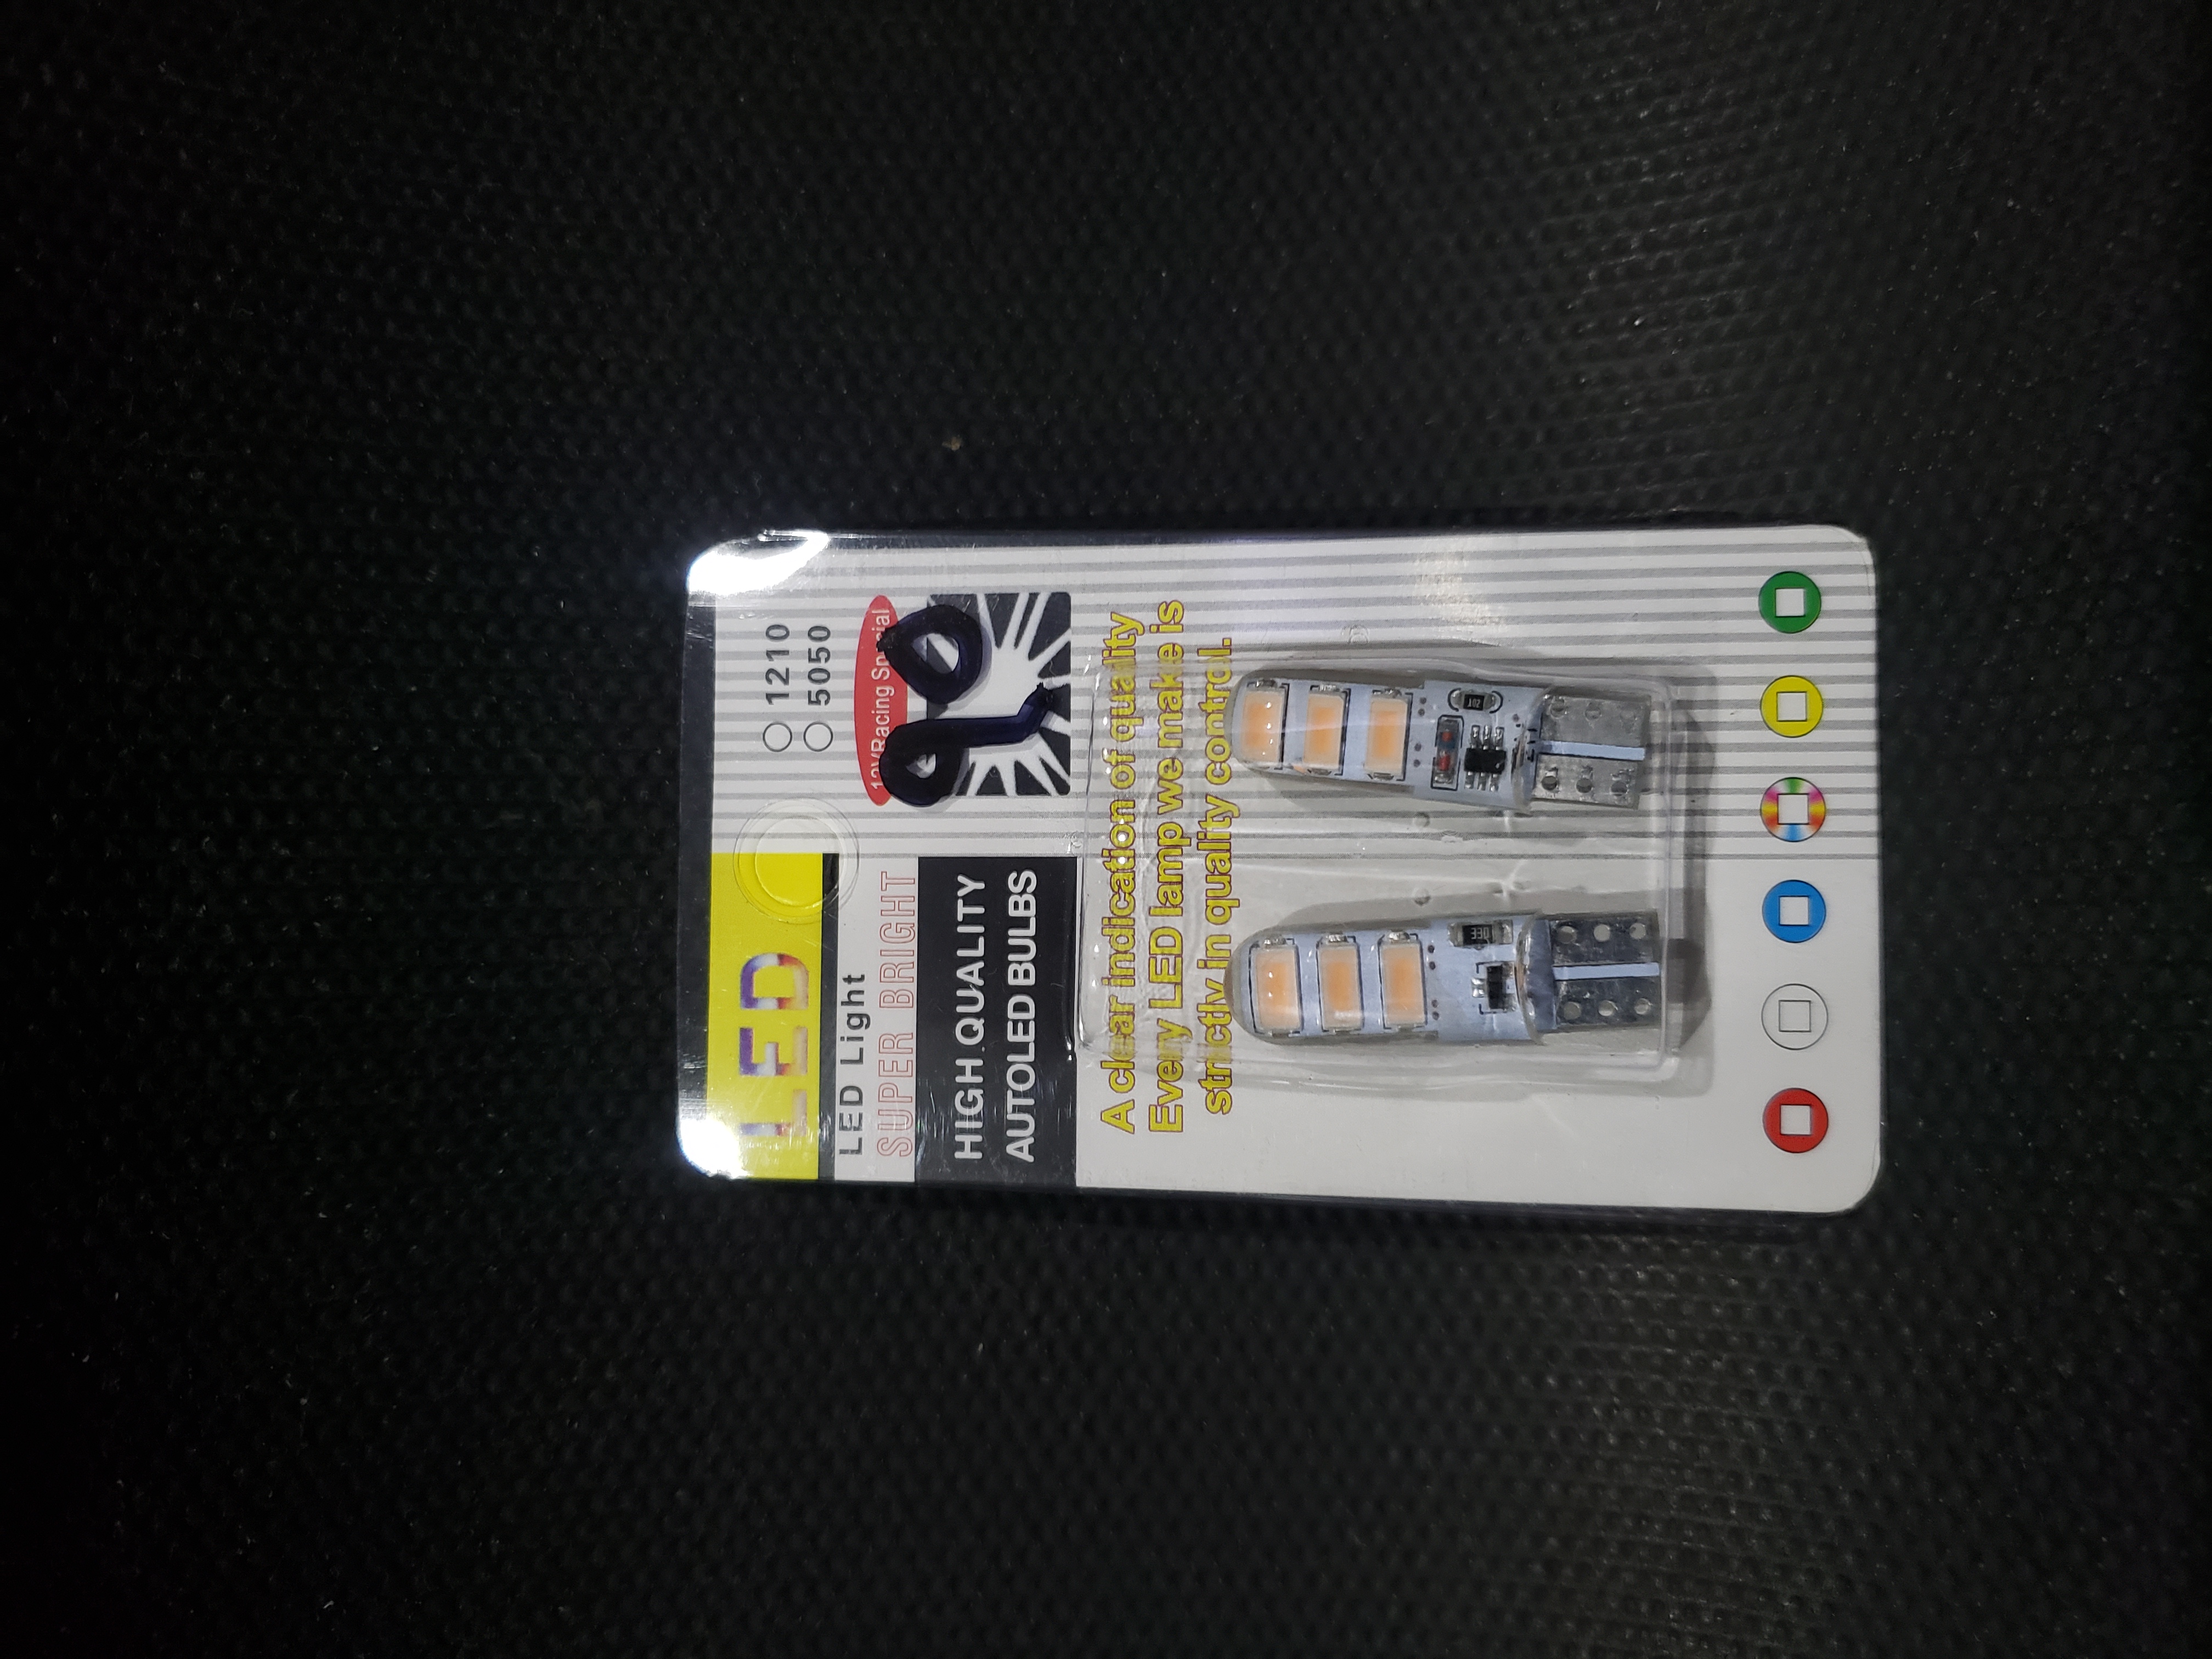 LED
1210
5050
LED Light
SUPER BRIGHT
12VRacing Special
90
HIGH QUALITY
AUTOLED BULBS
A clear indication of quality
Every LED lamp we make is
strictly in quality control.